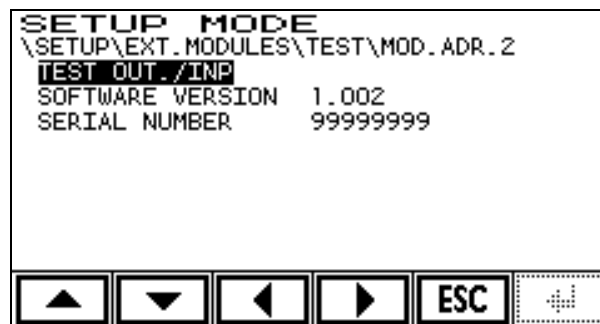 SETUP MODE
\SETUP\EXT.MODULES\TEST\MOD.ADR.2
TEST OUT./INP
SOFTWARE VERSION 1.002
SERIAL NUMBER 99999999
ESC